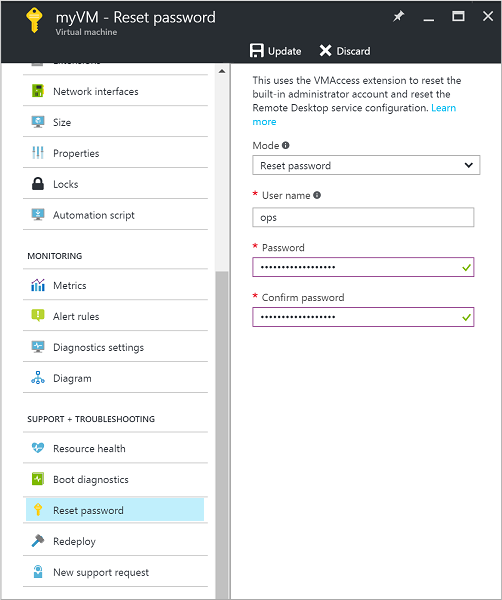 myVM - Reset password
Virtual machine
Update
Discard
Extensions
Network interfaces
Size
Properties
Locks
Automation script
MONITORING
Metrics
Alert rules
Diagnostics settings
Diagram
SUPPORT + TROUBLESHOOTING
Resource health
Boot diagnostics
Reset password
Redeploy
New support request
This uses the VMAccess extension to reset the
built-in administrator account and reset the
Remote Desktop service configuration. Learn
more
Mode
Reset password
* User name
ops
* Password
••••••••••••••••••
* Confirm password
••••••••••••••••••